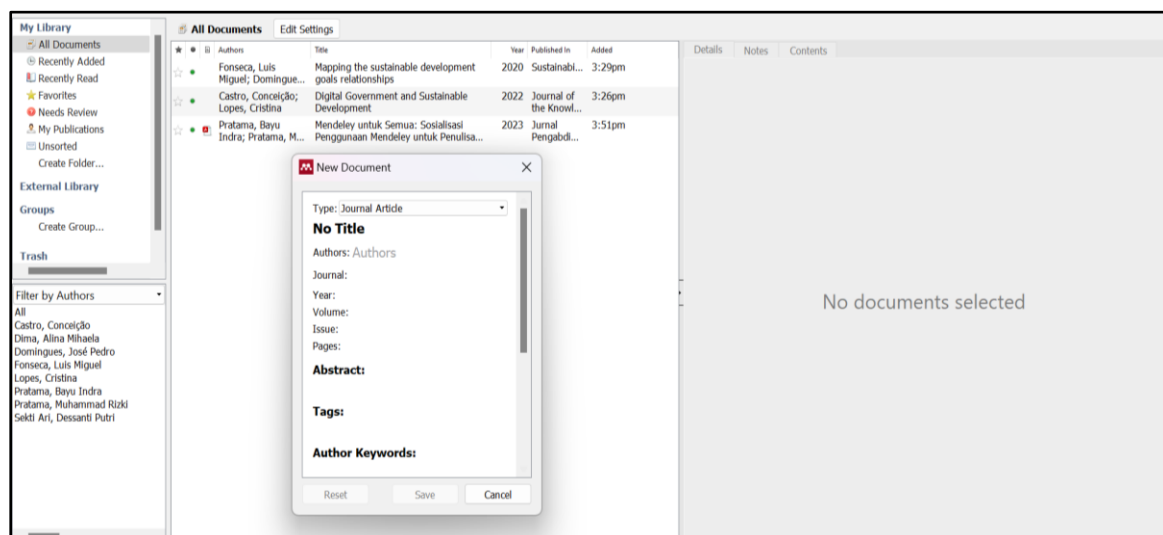 My Library
All Documents
Recently Added
Recently Read
Favorites
Needs Review
My Publications
Unsorted
Create Folder...
External Library
Groups
Create Group...
Trash
Filter by Authors
All
Castro, Conceição
Dima, Alina Mihaela
Domingues, José Pedro
Fonseca, Luis Miguel
Lopes, Cristina
Pratama, Bayu Indra
Pratama, Muhammad Rizki
Sekti Ari, Dessanti Putri
All Documents Edit Settings
Authors Title Year Published In Added
Fonseca, Luis Mapping the sustainable development 2020 Sustainabi... 3:29pm
Miguel; Domingue... goals relationships
Castro, Conceição; Digital Government and Sustainable 2022 Journal of 3:26pm
Lopes, Cristina Development the Knowl...
Pratama, Bayu Mendeley untuk Semua: Sosialisasi 2023 Jurnal 3:51pm
Indra; Pratama, M... Penggunaan Mendeley untuk Penulisa... Pengabdi...
New Document
Type: Journal Article
No Title
Authors: Authors
Journal:
Year:
Volume:
Issue:
Pages:
Abstract:
Tags:
Author Keywords:
Reset Save Cancel
Details Notes Contents
No documents selected